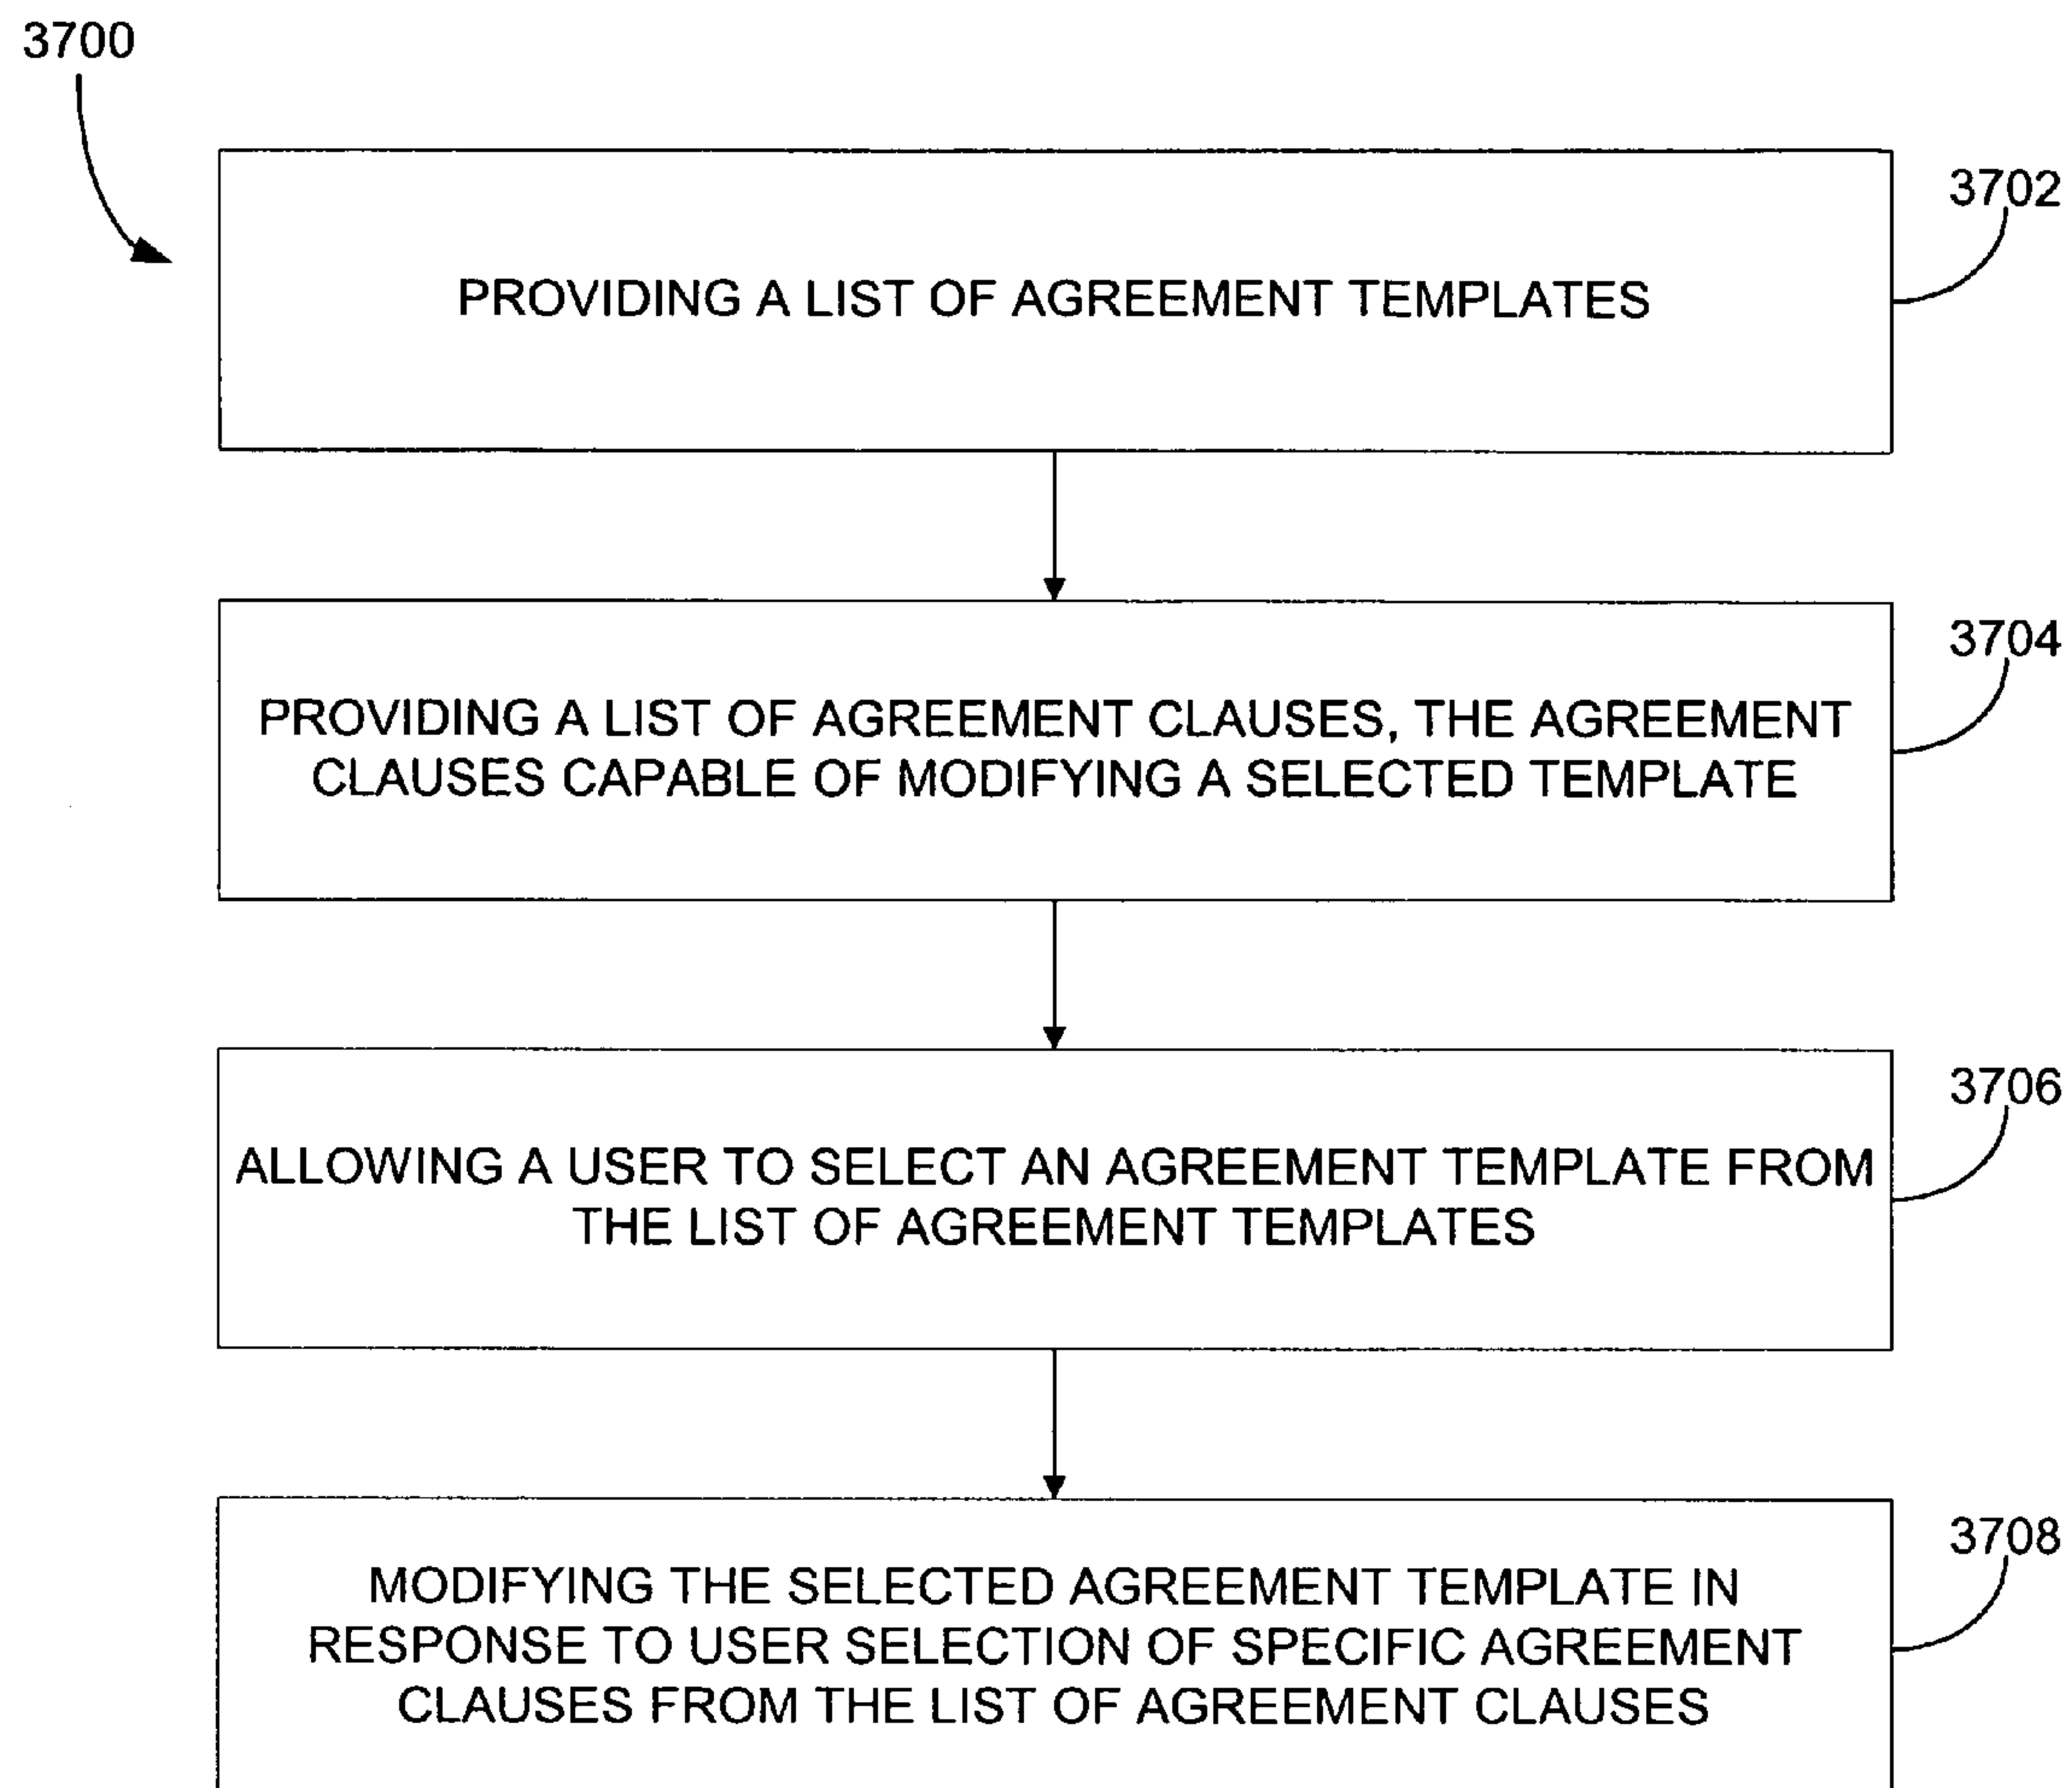 3700
3702
PROVIDING A LIST OF AGREEMENT TEMPLATES
3704
PROVIDING A LIST OF AGREEMENT CLAUSES, THE AGREEMENT
CLAUSES CAPABLE OF MODIFYING A SELECTED TEMPLATE
3706
ALLOWING A USER TO SELECT AN AGREEMENT TEMPLATE FROM
THE LIST OF AGREEMENT TEMPLATES
3708
MODIFYING THE SELECTED AGREEMENT TEMPLATE IN
RESPONSE TO USER SELECTION OF SPECIFIC AGREEMENT
CLAUSES FROM THE LIST OF AGREEMENT CLAUSES